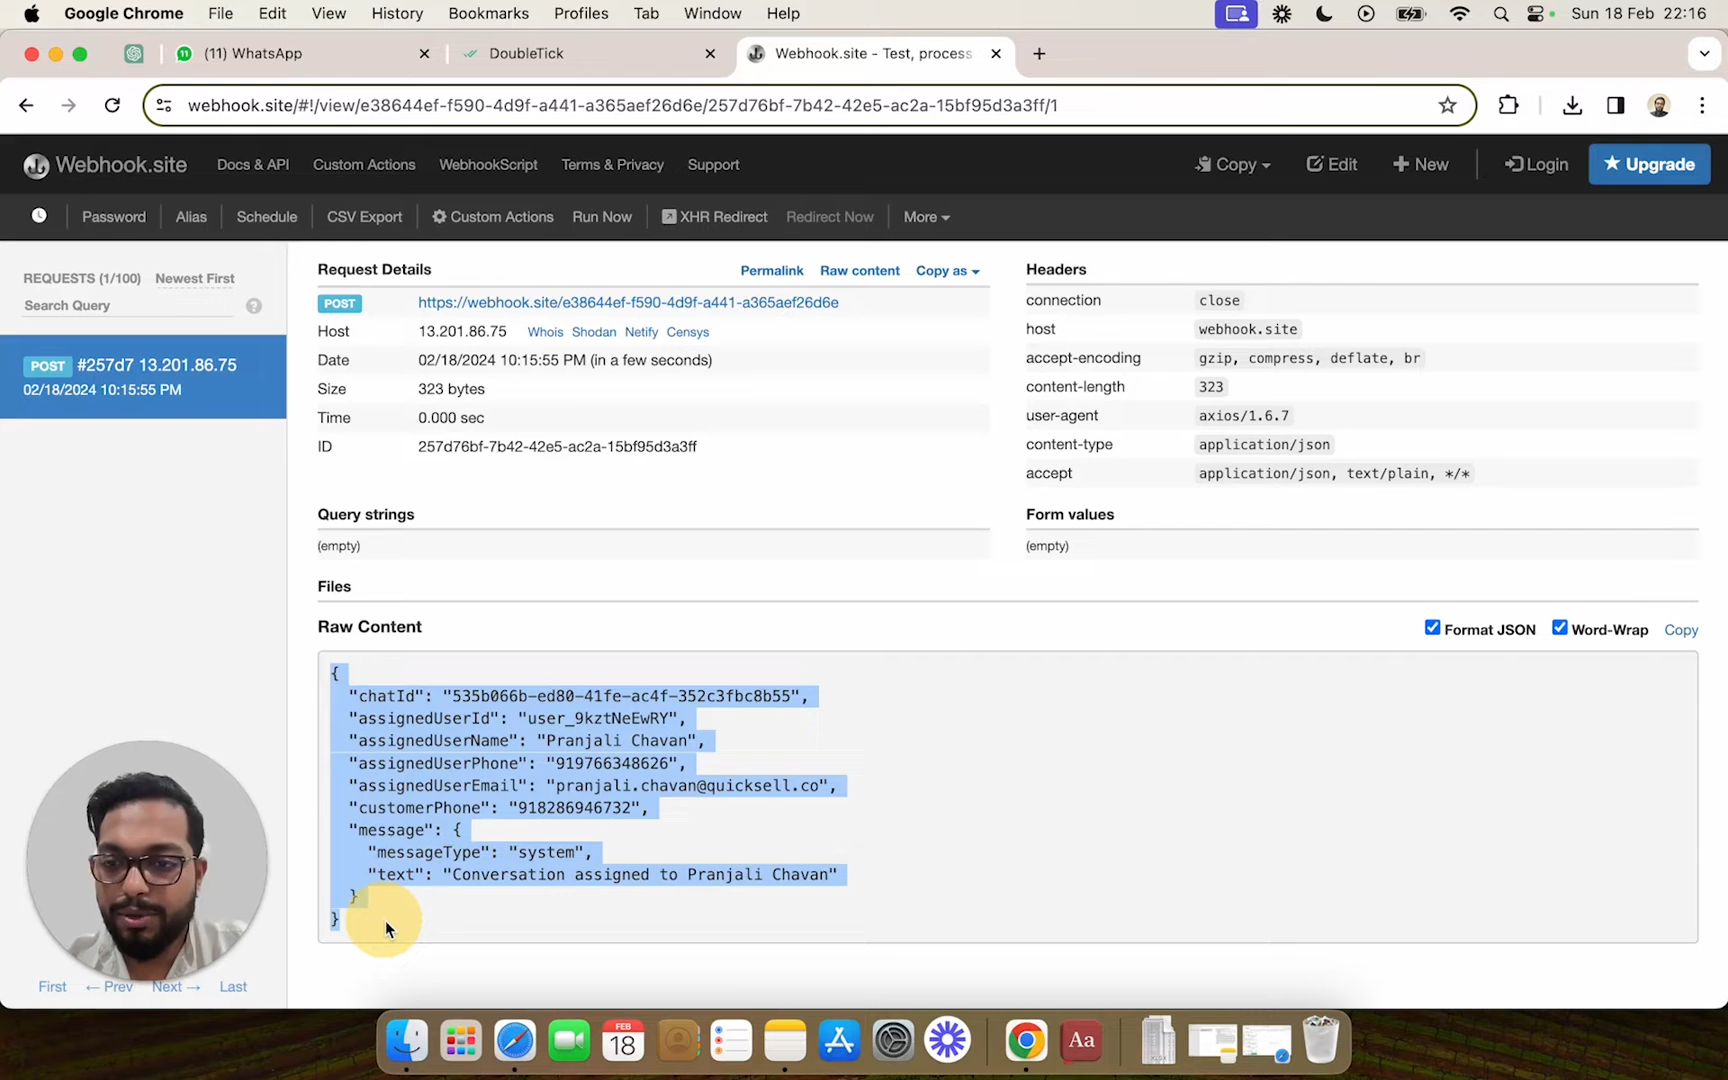 Google Chrome File Edit View History Bookmarks Profiles Tab Window Help Sun 18 Feb 22:16
(11) WhatsApp DoubleTick Webhook.site - Test, process
webhook.site/#!/view/e38644ef-f590-4d9f-a441-a365aef26d6e/257d76bf-7b42-42e5-ac2a-15bf95d3a3ff/1
Webhook.site Docs & API Custom Actions WebhookScript Terms & Privacy Support Copy Edit New Login Upgrade
Password Alias Schedule CSV Export Custom Actions Run Now XHR Redirect Redirect Now More
REQUESTS (1/100) Newest First
Search Query ?
POST #257d7 13.201.86.75
02/18/2024 10:15:55 PM
First ← Prev Next → Last
Request Details Permalink Raw content Copy as
POST https://webhook.site/e38644ef-f590-4d9f-a441-a365aef26d6e
Host 13.201.86.75 Whois Shodan Netify Censys
Date 02/18/2024 10:15:55 PM (in a few seconds)
Size 323 bytes
Time 0.000 sec
ID 257d76bf-7b42-42e5-ac2a-15bf95d3a3ff
Headers
connection close
host webhook.site
accept-encoding gzip, compress, deflate, br
content-length 323
user-agent axios/1.6.7
content-type application/json
accept application/json, text/plain, */*
Query strings
(empty)
Form values
(empty)
Files
Raw Content Format JSON Word-Wrap Copy
{
"chatId": "535b066b-ed80-41fe-ac4f-352c3fbc8b55",
"assignedUserId": "user_9kztNeEwRY",
"assignedUserName": "Pranjali Chavan",
"assignedUserPhone": "919766348626",
"assignedUserEmail": "pranjali.chavan@quicksell.co",
"customerPhone": "918286946732",
"message": {
"messageType": "system",
"text": "Conversation assigned to Pranjali Chavan"
}
}
FEB
18
Aa